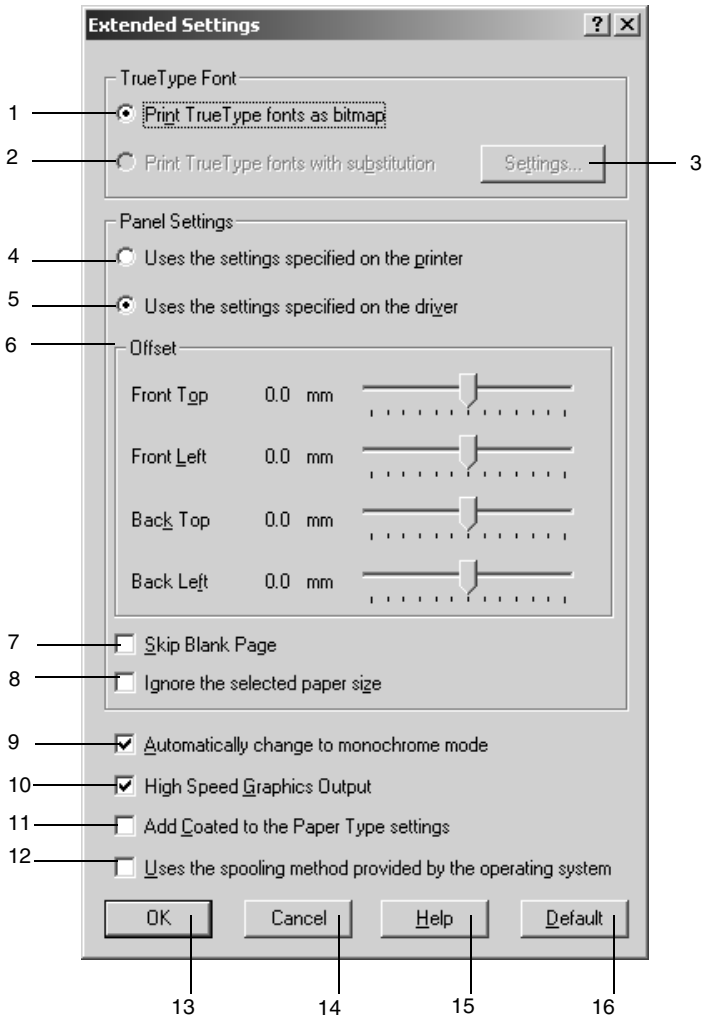 Extended Settings
TrueType Font
1 Print TrueType fonts as bitmap
2 Print TrueType fonts with substitution Settings... 3
Panel Settings
4 Uses the settings specified on the printer
5 Uses the settings specified on the driver
6 Offset
Front Top 0.0 mm
Front Left 0.0 mm
Back Top 0.0 mm
Back Left 0.0 mm
7 Skip Blank Page
8 Ignore the selected paper size
9 Automatically change to monochrome mode
10 High Speed Graphics Output
11 Add Coated to the Paper Type settings
12 Uses the spooling method provided by the operating system
OK Cancel Help Default
13 14 15 16